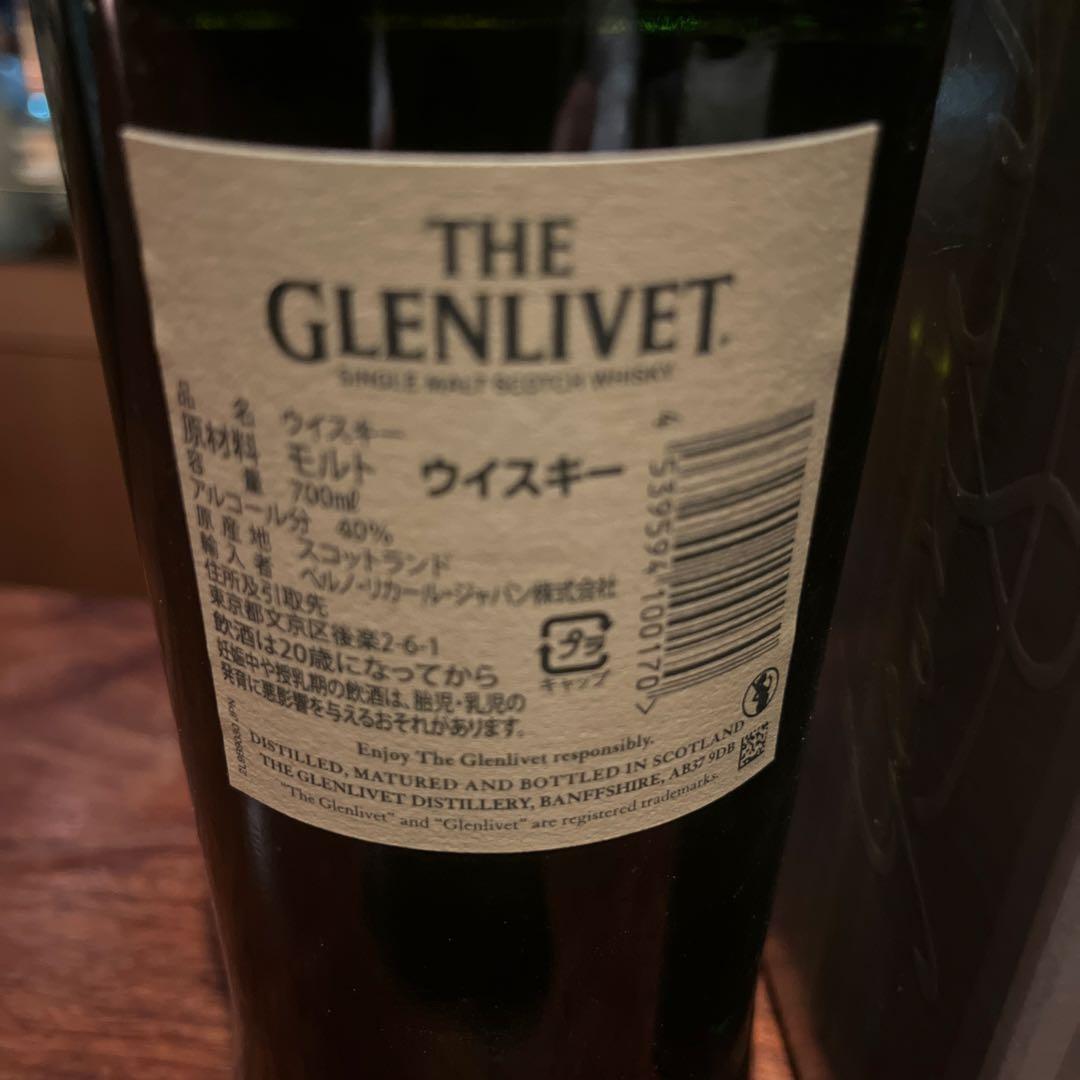 THE
GLENLIVET.
SINGLE MALT SCOTCH WHISKY
品名 ウイスキー
原材料 モルト
ウイスキー
容量 700ml
アルコール分 40%
原産地 スコットランド
輸入者 ペルノ・リカール・ジャパン株式会社
住所及引取先
東京都文京区後楽2-6-1
飲酒は20歳になってから
妊娠中や授乳期の飲酒は、胎児・乳児の
発育に悪影響を与えるおそれがあります。
プラ
キャップ
4 539594 100170 >
Enjoy The Glenlivet responsibly.
DISTILLED, MATURED AND BOTTLED IN SCOTLAND
THE GLENLIVET DISTILLERY, BANFFSHIRE, AB37 9DB
"The Glenlivet" and "Glenlivet" are registered trademarks.